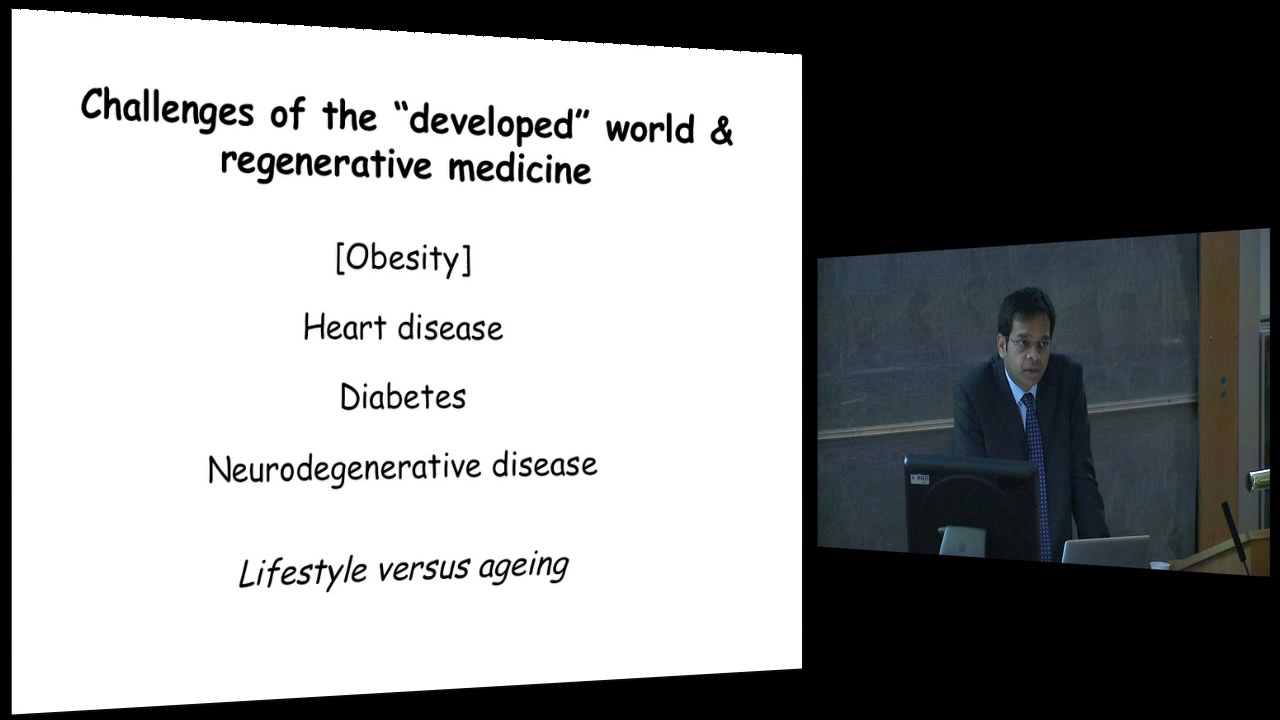 Challenges of the “developed” world &
regenerative medicine
[Obesity]
Heart disease
Diabetes
Neurodegenerative disease
Lifestyle versus ageing